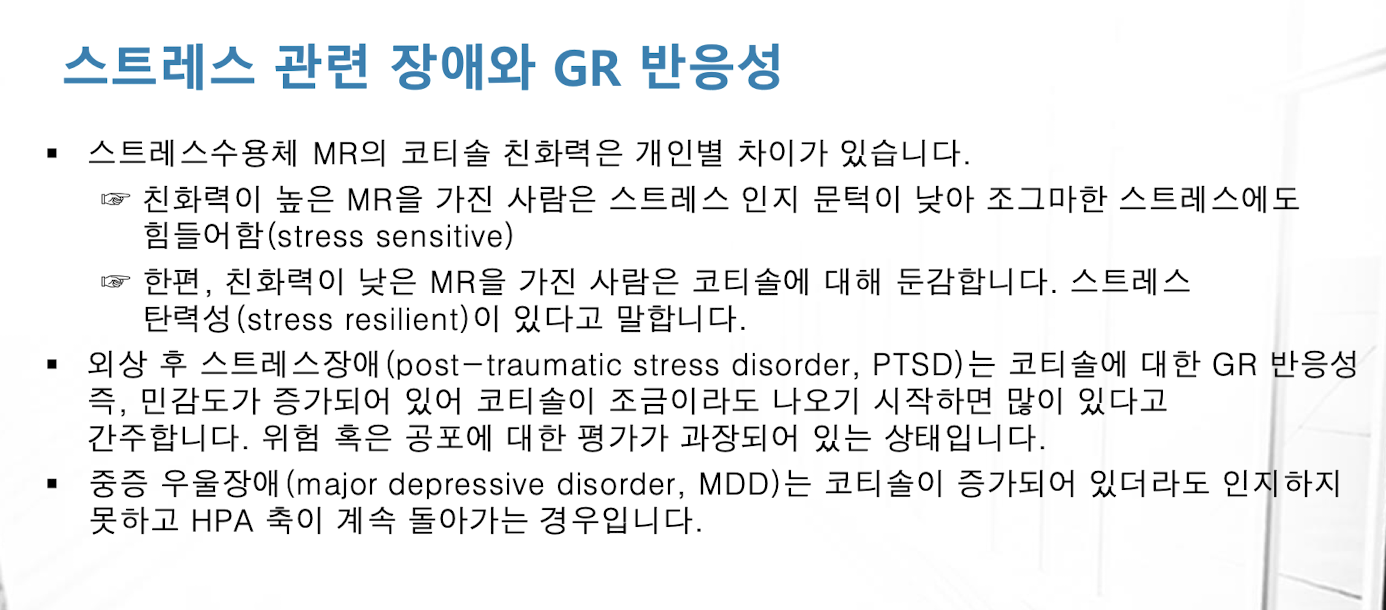 스트레스 관련 장애와 GR 반응성
▪ 스트레스수용체 MR의 코티솔 친화력은 개인별 차이가 있습니다.
☞ 친화력이 높은 MR을 가진 사람은 스트레스 인지 문턱이 낮아 조그마한 스트레스에도
힘들어함(stress sensitive)
☞ 한편, 친화력이 낮은 MR을 가진 사람은 코티솔에 대해 둔감합니다. 스트레스
탄력성(stress resilient)이 있다고 말합니다.
▪ 외상 후 스트레스장애(post-traumatic stress disorder, PTSD)는 코티솔에 대한 GR 반응성
즉, 민감도가 증가되어 있어 코티솔이 조금이라도 나오기 시작하면 많이 있다고
간주합니다. 위험 혹은 공포에 대한 평가가 과장되어 있는 상태입니다.
▪ 중증 우울장애(major depressive disorder, MDD)는 코티솔이 증가되어 있더라도 인지하지
못하고 HPA 축이 계속 돌아가는 경우입니다.